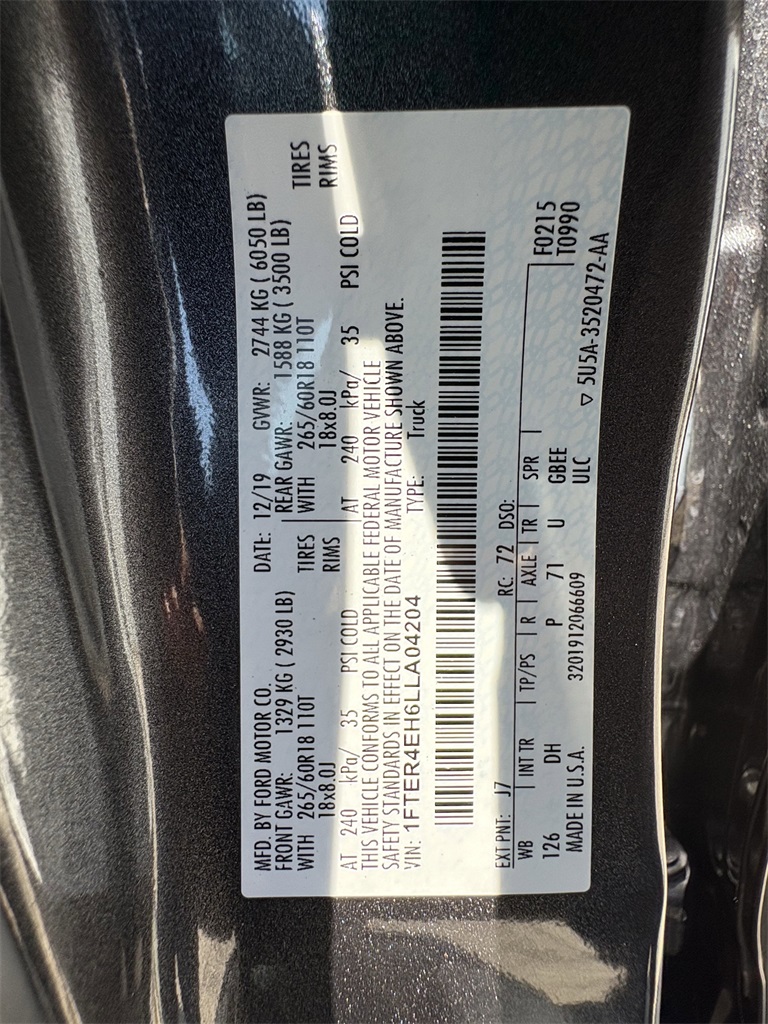 MFD. BY FORD MOTOR CO. DATE: 12/19 GVWR: 2744 KG ( 6050 LB)
FRONT GAWR: 1329 KG ( 2930 LB) REAR GAWR: 1588 KG ( 3500 LB)
WITH 265/60R18 110T TIRES WITH 265/60R18 110T TIRES
18x8.0J RIMS 18x8.0J RIMS
AT 240 kPa/ 35 PSI COLD AT 240 kPa/ 35 PSI COLD
THIS VEHICLE CONFORMS TO ALL APPLICABLE FEDERAL MOTOR VEHICLE
SAFETY STANDARDS IN EFFECT ON THE DATE OF MANUFACTURE SHOWN ABOVE.
VIN: 1FTER4EH6LLA04204 TYPE: Truck
EXT PNT: J7 RC: 72 DSO:
WB INT TR TP/PS R AXLE TR SPR F0215
126 DH P 71 U GBEE T0990
MADE IN U.S.A. 3201912066609 ULC ▽ 5U5A-3520472-AA